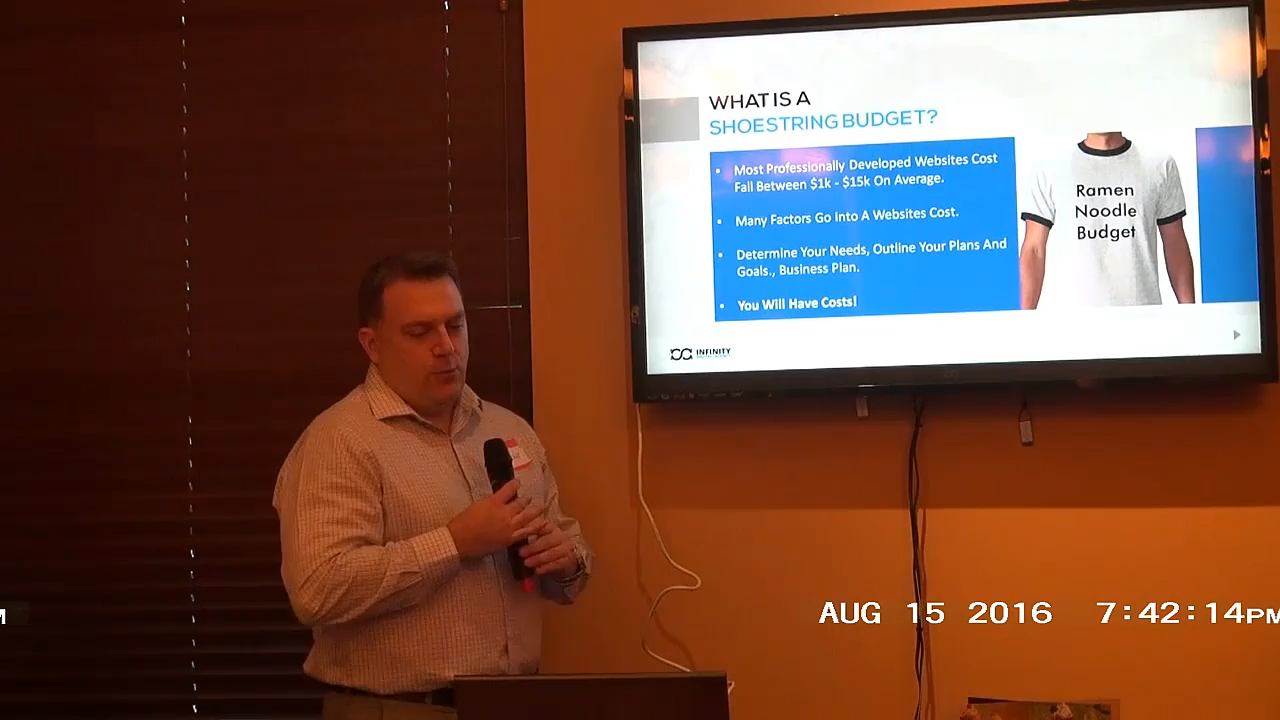 WHAT IS A
SHOESTRING BUDGET?
• Most Professionally Developed Websites Cost
Fall Between $1k - $15k On Average.
• Many Factors Go Into A Websites Cost.
• Determine Your Needs, Outline Your Plans And
Goals., Business Plan.
• You Will Have Costs!
Ramen
Noodle
Budget
INFINITY
M
AUG 15 2016 7:42:14PM